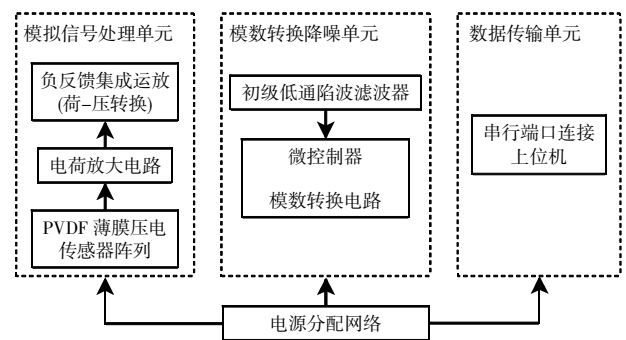 模拟信号处理单元
负反馈集成运放
(荷-压转换)
电荷放大电路
PVDF 薄膜压电
传感器阵列
模数转换降噪单元
初级低通陷波滤波器
微控制器
模数转换电路
数据传输单元
串行端口连接
上位机
电源分配网络